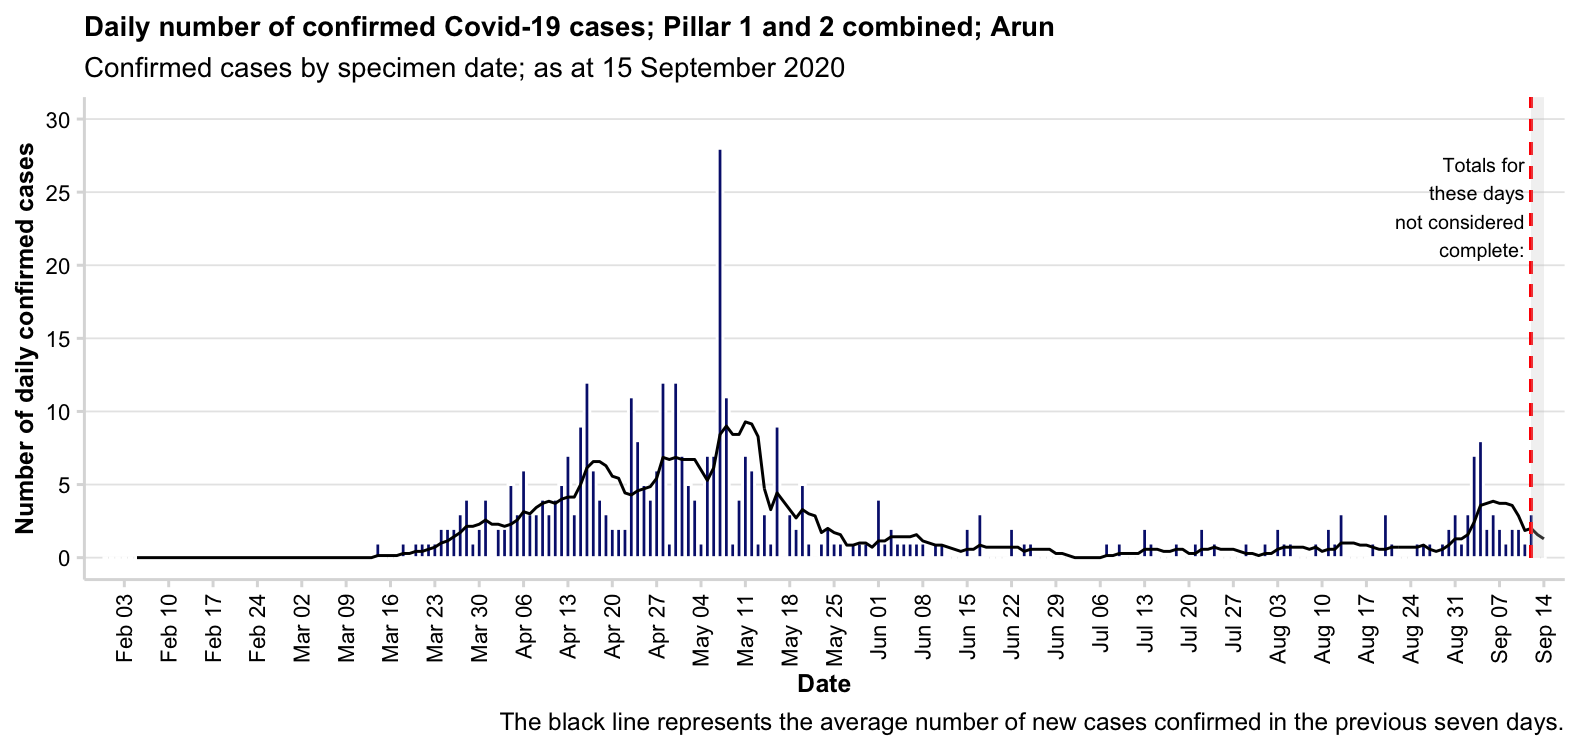 Daily number of confirmed Covid-19 cases; Pillar 1 and 2 combined; Arun
Confirmed cases by specimen date; as at 15 September 2020
Number of daily confirmed cases
30
25
20
15
10
5
0
Totals for
these days
not considered
complete:
Feb 03
Feb 10
Feb 17
Feb 24
Mar 02
Mar 09
Mar 16
Mar 23
Mar 30
Apr 06
Apr 13
Apr 20
Apr 27
May 04
May 11
May 18
May 25
Jun 01
Jun 08
Jun 15
Jun 22
Jun 29
Jul 06
Jul 13
Jul 20
Jul 27
Aug 03
Aug 10
Aug 17
Aug 24
Aug 31
Sep 07
Sep 14
Date
The black line represents the average number of new cases confirmed in the previous seven days.